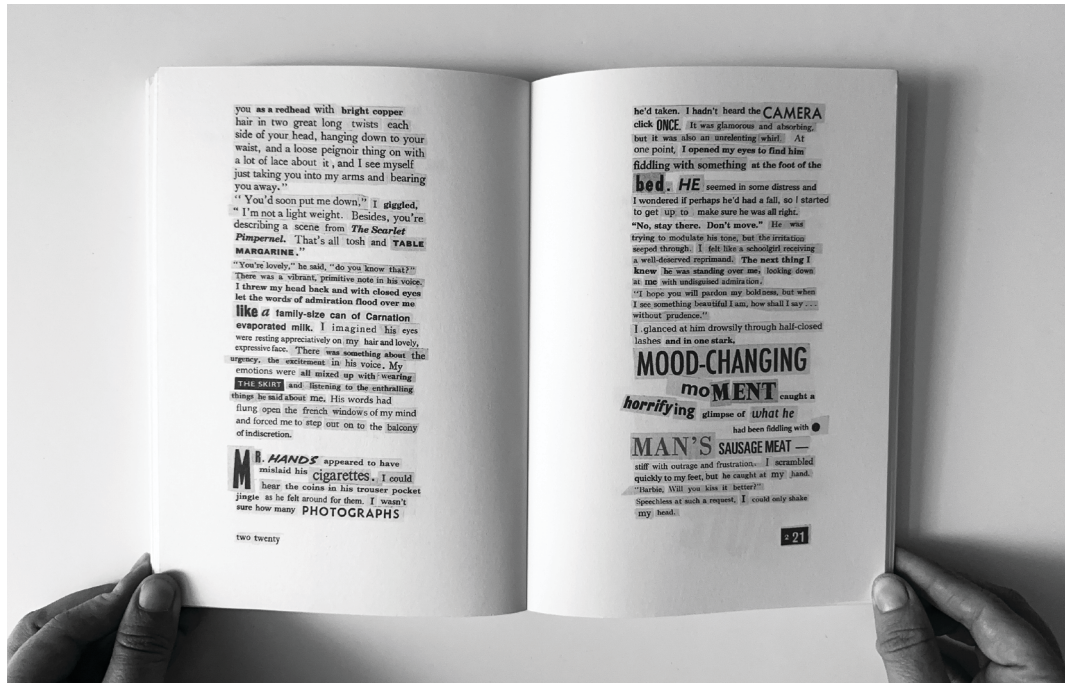 you as a redhead with bright copper
hair in two great long twists each
side of your head, hanging down to your
waist, and a loose peignoir thing on with
a lot of lace about it, and I see myself
just taking you into my arms and bearing
you away."
"You'd soon put me down," I giggled,
"I'm not a light weight. Besides, you're
describing a scene from The Scarlet
Pimpernel. That's all tosh and TABLE
MARGARINE."
"You're lovely," he said, "do you know that?"
There was a vibrant, primitive note in his voice.
I threw my head back and with closed eyes
let the words of admiration flood over me
like a family-size can of Carnation
evaporated milk. I imagined his eyes
were resting appreciatively on my hair and lovely,
expressive face. There was something about the
urgency, the excitement in his voice. My
emotions were all mixed up with wearing
THE SKIRT and listening to the enthralling
things he said about me. His words had
flung open the french windows of my mind
and forced me to step out on to the balcony
of indiscretion.
MR. HANDS appeared to have
mislaid his cigarettes. I could
hear the coins in his trouser pocket
jingle as he felt around for them. I wasn't
sure how many PHOTOGRAPHS
two twenty
he'd taken. I hadn't heard the CAMERA
click ONCE. It was glamorous and absorbing,
but it was also an unrelenting whirl. At
one point, I opened my eyes to find him
fiddling with something at the foot of the
bed. HE seemed in some distress and
I wondered if perhaps he'd had a fall, so I started
to get up to make sure he was all right.
"No, stay there. Don't move." He was
trying to modulate his tone, but the irritation
seeped through. I felt like a schoolgirl receiving
a well-deserved reprimand. The next thing I
knew he was standing over me, looking down
at me with undisguised admiration.
"I hope you will pardon my boldness, but when
I see something beautiful I am, how shall I say . . .
without prudence."
I glanced at him drowsily through half-closed
lashes and in one stark,
MOOD-CHANGING
moMENT caught a
horrifying glimpse of what he
had been fiddling with ●
MAN'S SAUSAGE MEAT —
stiff with outrage and frustration. I scrambled
quickly to my feet, but he caught at my hand.
"Barbie, Will you kiss it better?"
Speechless at such a request, I could only shake
my head.
2 21